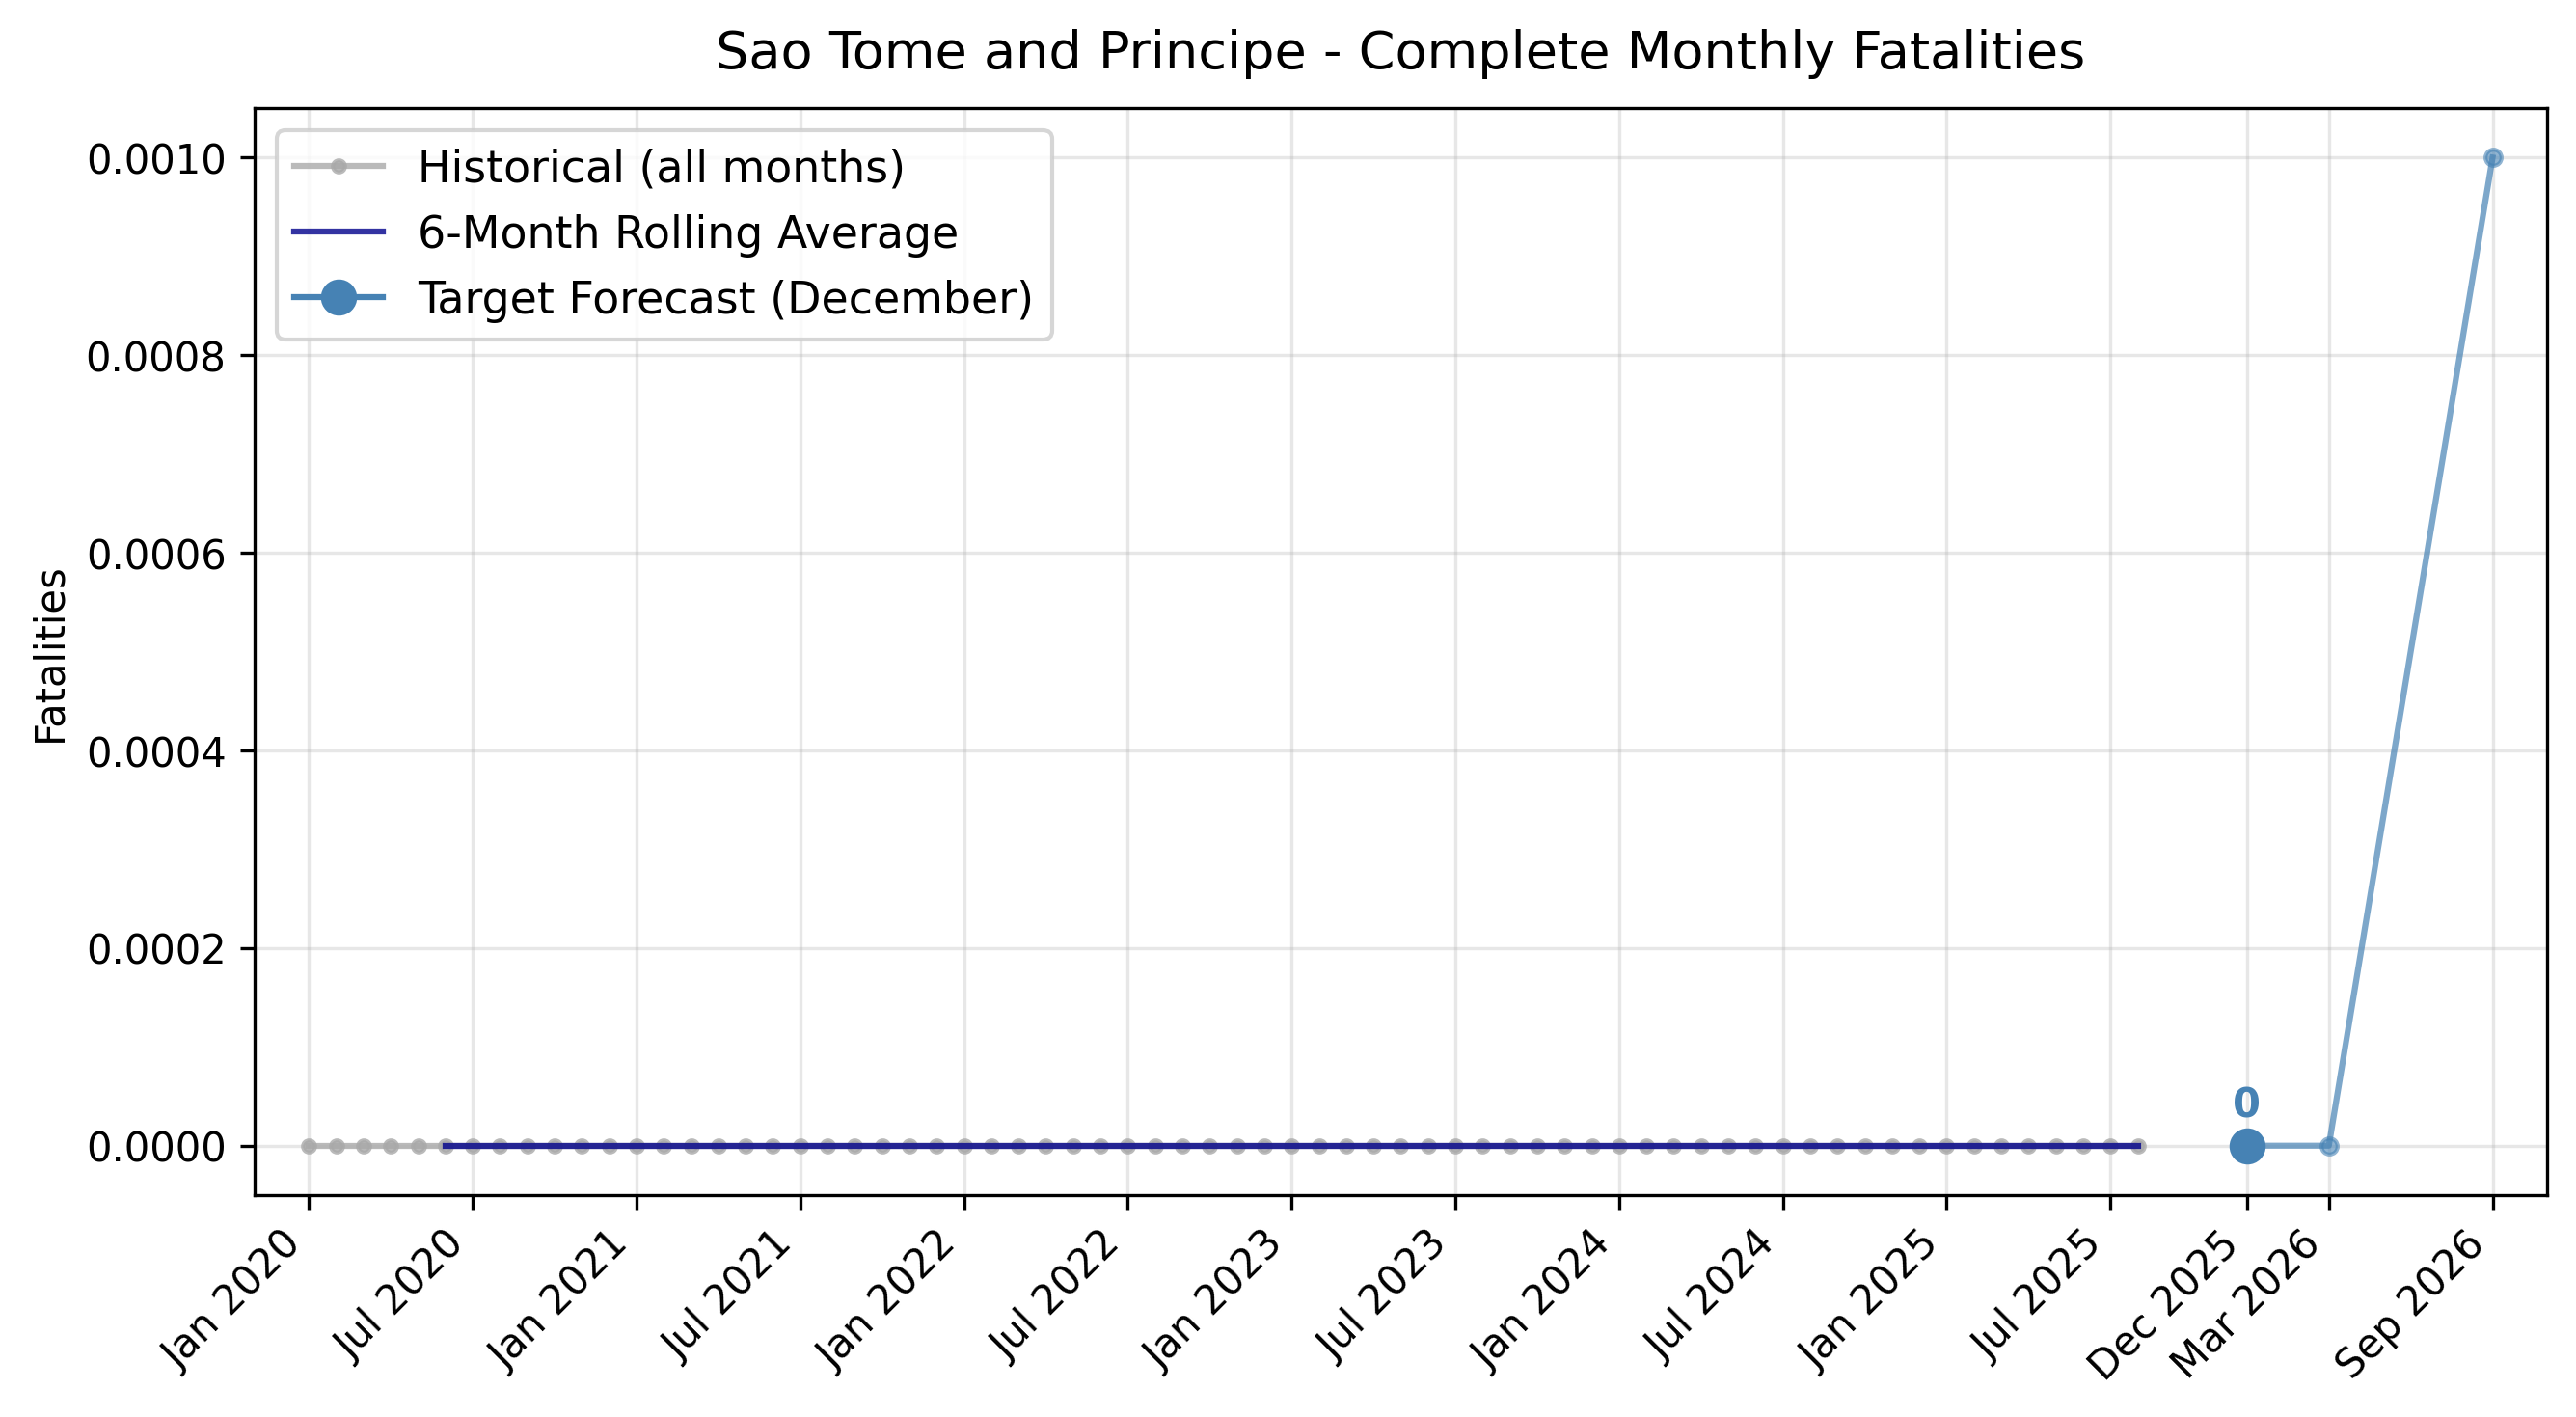 Sao Tome and Principe - Complete Monthly Fatalities
Historical (all months)
6-Month Rolling Average
Target Forecast (December)
Fatalities
0.0010
0.0008
0.0006
0.0004
0.0002
0.0000
0
Jan 2020
Jul 2020
Jan 2021
Jul 2021
Jan 2022
Jul 2022
Jan 2023
Jul 2023
Jan 2024
Jul 2024
Jan 2025
Jul 2025
Dec 2025
Mar 2026
Sep 2026